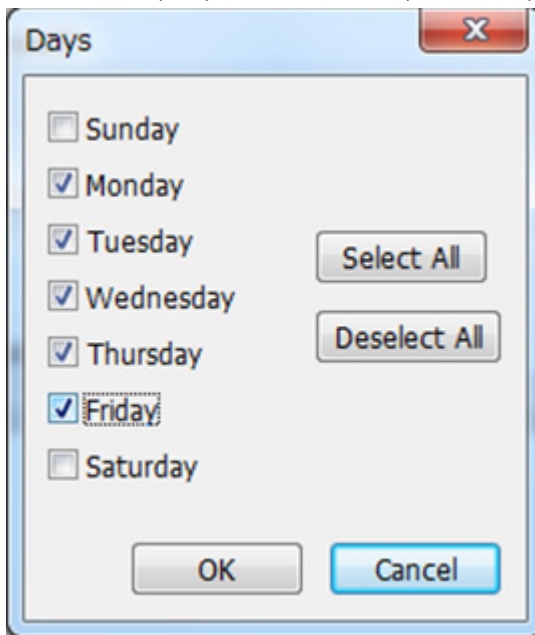 Days
Sunday
Monday
Tuesday
Select All
Wednesday
Deselect All
Thursday
Friday
Saturday
OK Cancel